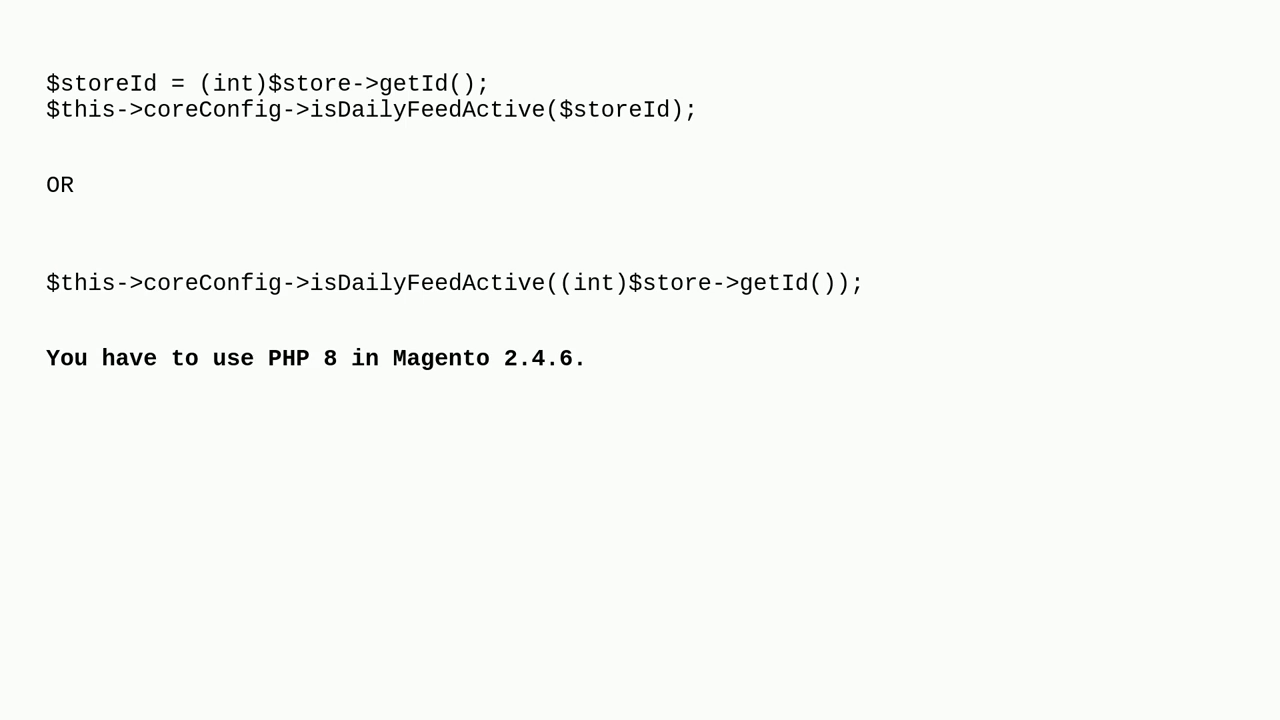 $storeId = (int)$store->getId();
$this->coreConfig->isDailyFeedActive($storeId);
OR
$this->coreConfig->isDailyFeedActive((int)$store->getId());
You have to use PHP 8 in Magento 2.4.6.